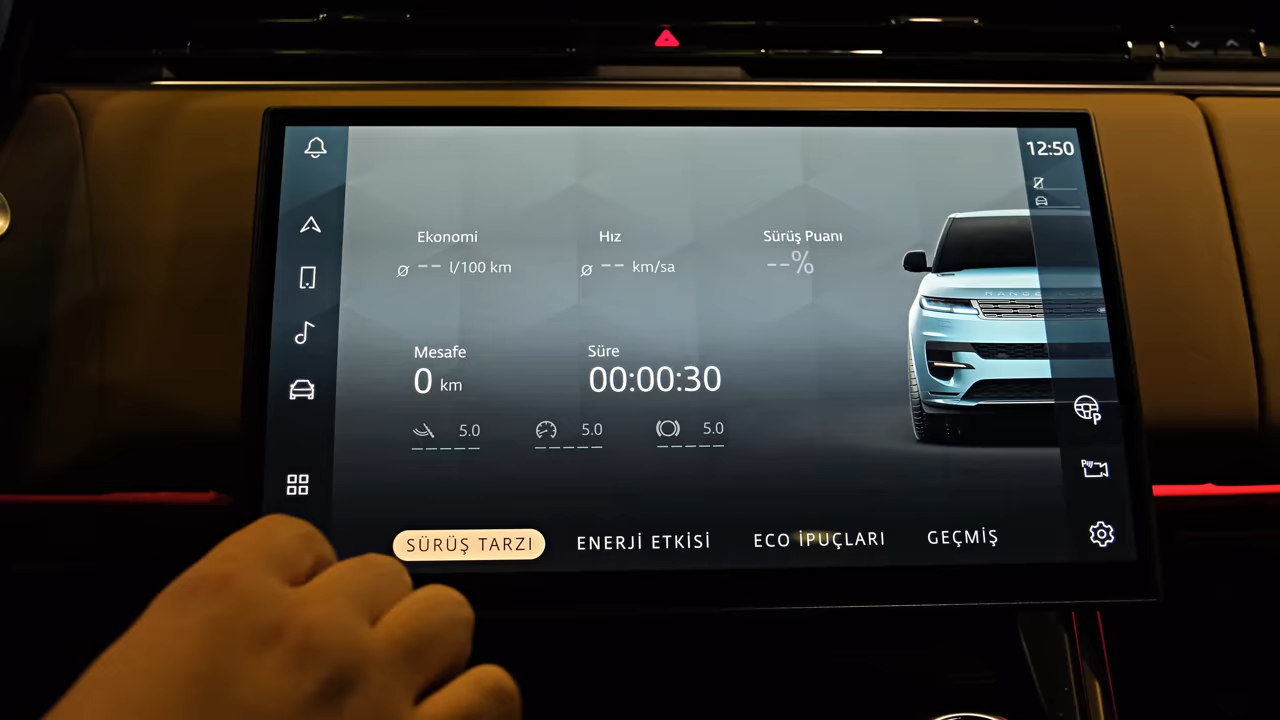 12:50
Ekonomi
Hız
Sürüş Puanı
Ø -- l/100 km
Ø -- km/sa
--%
RANGE
Mesafe
Süre
0 km
00:00:30
5.0
5.0
5.0
P
SÜRÜŞ TARZI
ENERJİ ETKİSİ
ECO İPUÇLARI
GEÇMİŞ